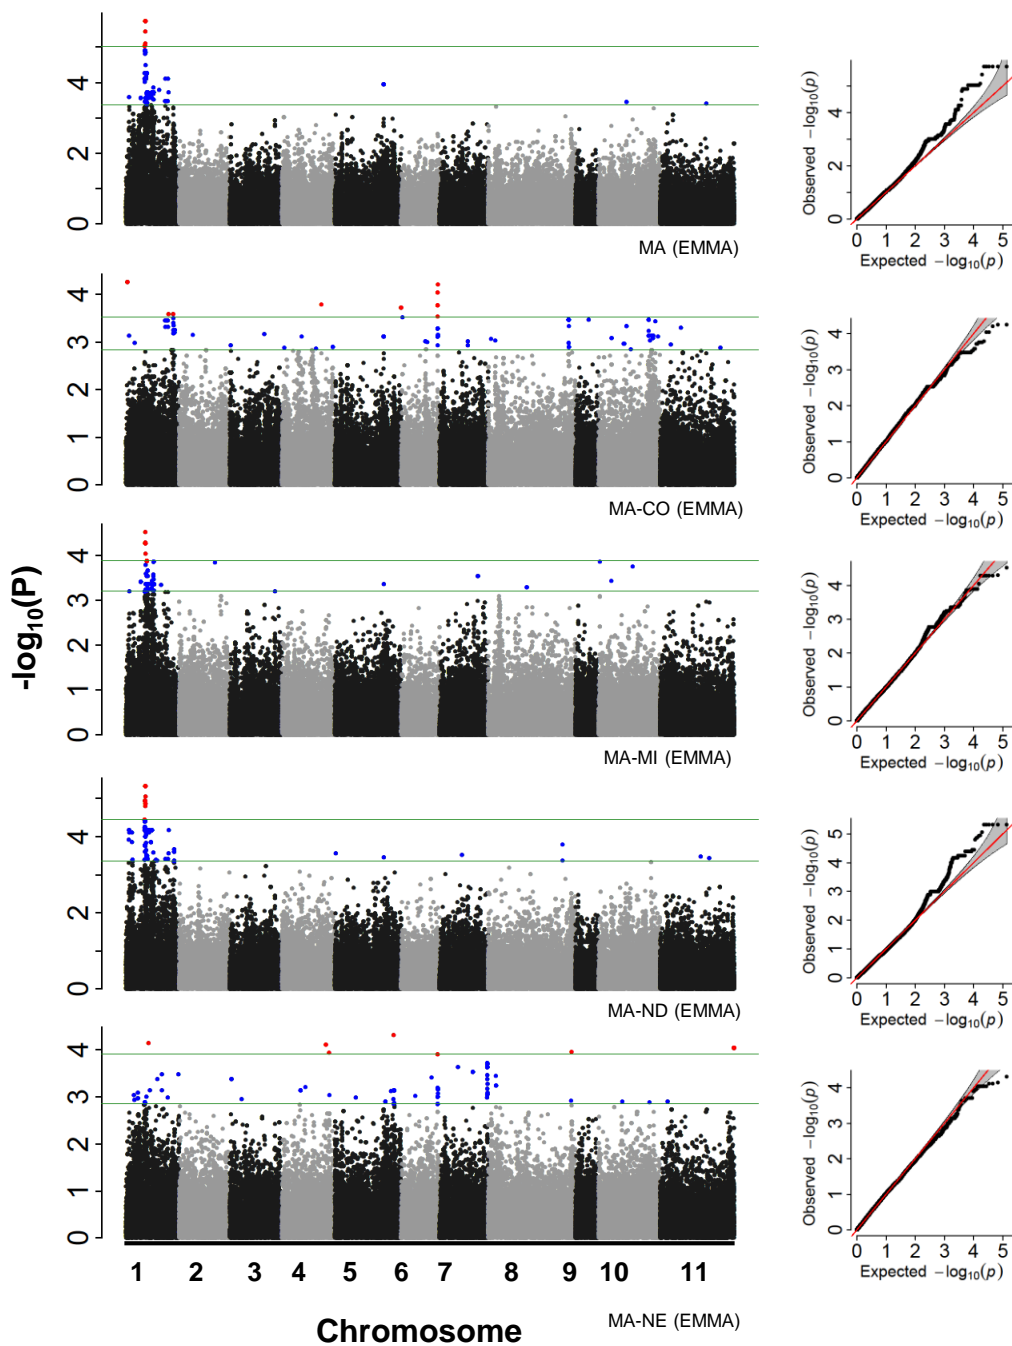 0 2 4
MA (EMMA)
Observed −log10(p)
0 2 4
0 1 2 3 4 5
Expected −log10(p)
0 1 2 3 4
MA-CO (EMMA)
Observed −log10(p)
0 1 2 3 4
0 1 2 3 4 5
Expected −log10(p)
-log10(P)
0 1 2 3 4
MA-MI (EMMA)
Observed −log10(p)
0 1 2 3 4
0 1 2 3 4 5
Expected −log10(p)
0 2 4
MA-ND (EMMA)
Observed −log10(p)
0 1 2 3 4 5
0 1 2 3 4 5
Expected −log10(p)
0 1 2 3 4
Observed −log10(p)
0 1 2 3 4
0 1 2 3 4 5
Expected −log10(p)
1 2 3 4 5 6 7 8 9 10 11
Chromosome
MA-NE (EMMA)